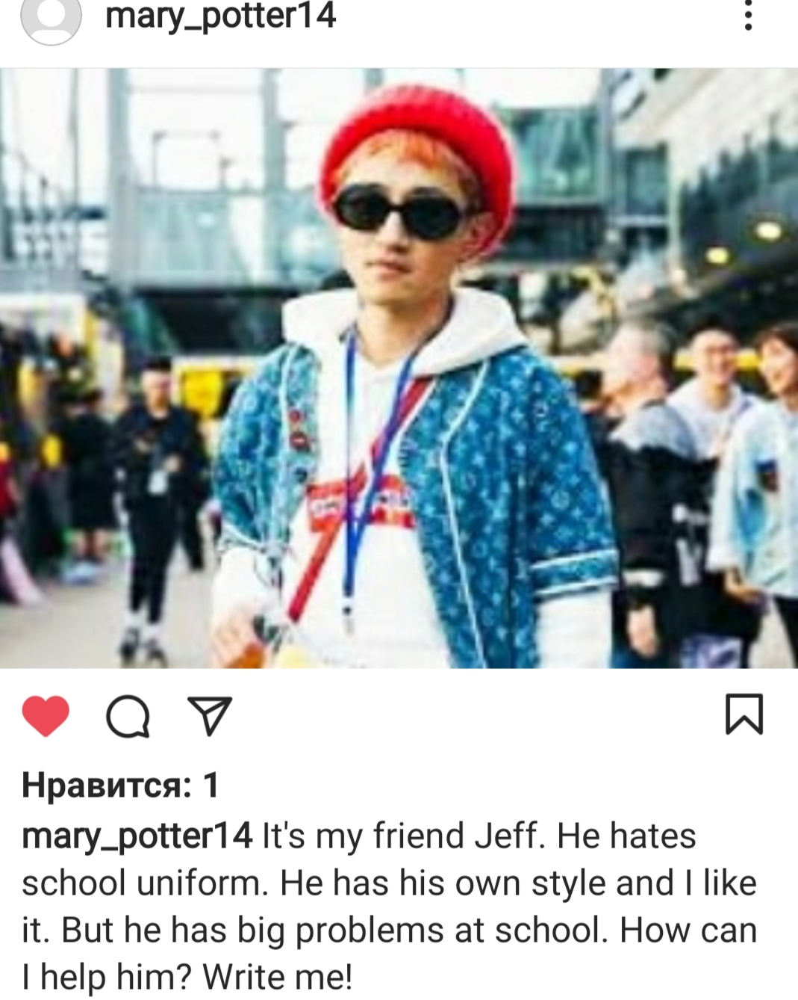 mary_potter14
Нравится: 1
mary_potter14 It's my friend Jeff. He hates
school uniform. He has his own style and I like
it. But he has big problems at school. How can
I help him? Write me!